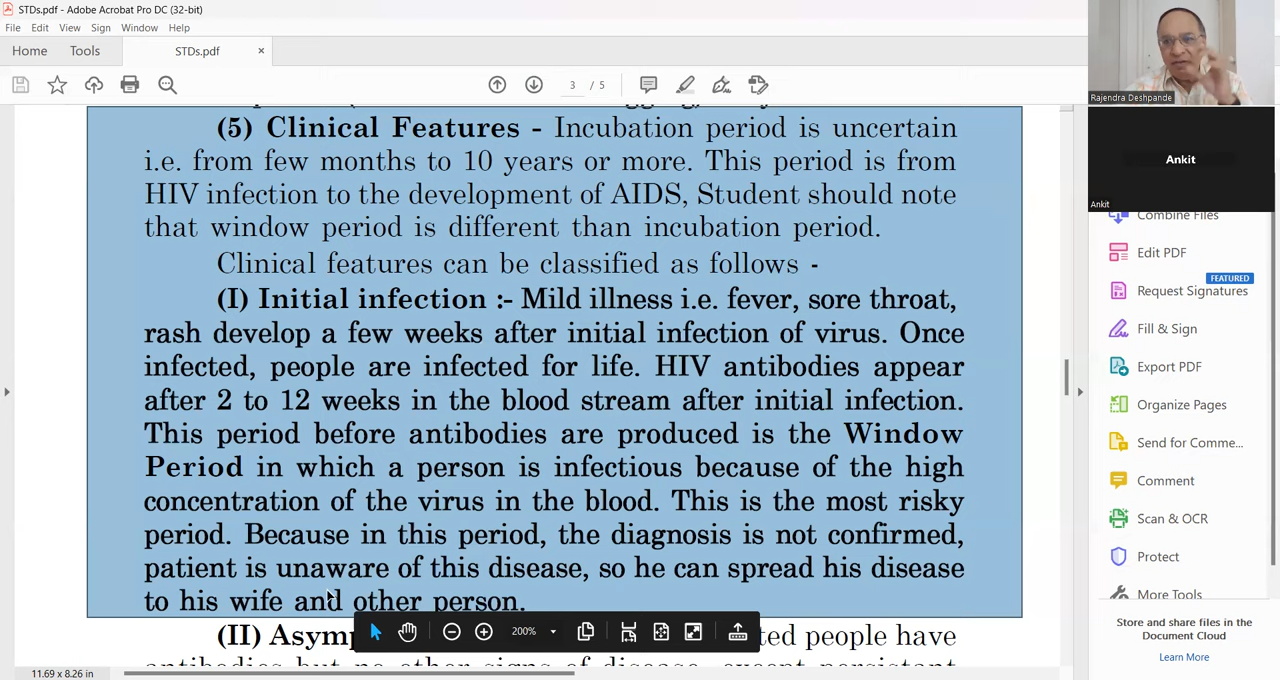 STDs.pdf - Adobe Acrobat Pro DC (32-bit)
File Edit View Sign Window Help
Home Tools STDs.pdf ×
3 / 5
(5) Clinical Features - Incubation period is uncertain
i.e. from few months to 10 years or more. This period is from
HIV infection to the development of AIDS, Student should note
that window period is different than incubation period.
Clinical features can be classified as follows -
(I) Initial infection :- Mild illness i.e. fever, sore throat,
rash develop a few weeks after initial infection of virus. Once
infected, people are infected for life. HIV antibodies appear
after 2 to 12 weeks in the blood stream after initial infection.
This period before antibodies are produced is the Window
Period in which a person is infectious because of the high
concentration of the virus in the blood. This is the most risky
period. Because in this period, the diagnosis is not confirmed,
patient is unaware of this disease, so he can spread his disease
to his wife and other person.
(II) Asymp
ted people have
200%
11.69 x 8.26 in
Rajendra Deshpande
Ankit
Ankit
Combine Files
Edit PDF
FEATURED
Request Signatures
Fill & Sign
Export PDF
Organize Pages
Send for Comme...
Comment
Scan & OCR
Protect
More Tools
Store and share files in the
Document Cloud
Learn More